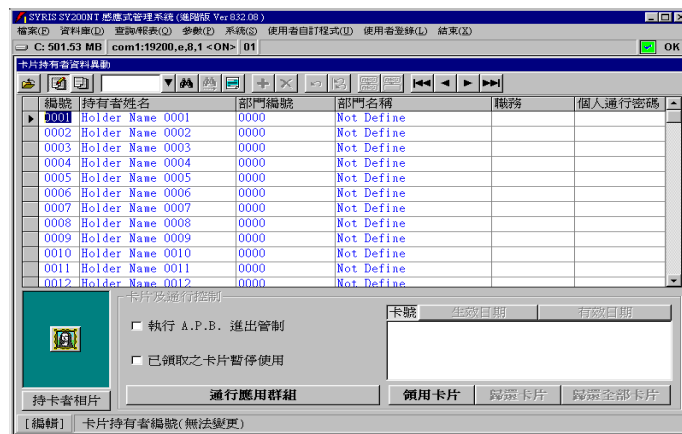 SYRIS SY200NT 感應式管理系統 (進階版 Ver 832.08 )
檔案(F) 資料庫(D) 查詢/報表(Q) 參數(P) 系統(S) 使用者自訂程式(U) 使用者登錄(L) 結束(X)
C: 501.53 MB com1:19200,e,8,1 <ON> 01 OK
卡片持有者資料異動
編號 持有者姓名 部門編號 部門名稱 職務 個人通行密碼
0001 Holder Name 0001 0000 Not Define
0002 Holder Name 0002 0000 Not Define
0003 Holder Name 0003 0000 Not Define
0004 Holder Name 0004 0000 Not Define
0005 Holder Name 0005 0000 Not Define
0006 Holder Name 0006 0000 Not Define
0007 Holder Name 0007 0000 Not Define
0008 Holder Name 0008 0000 Not Define
0009 Holder Name 0009 0000 Not Define
0010 Holder Name 0010 0000 Not Define
0011 Holder Name 0011 0000 Not Define
0012 Holder Name 0012 0000 Not Define
卡片及通行控制
卡號 生效日期 有效日期
執行 A.P.B. 進出管制
已領取之卡片暫停使用
持卡者相片 通行應用群組 領用卡片 歸還卡片 歸還全部卡片
[編輯] 卡片持有者編號(無法變更)